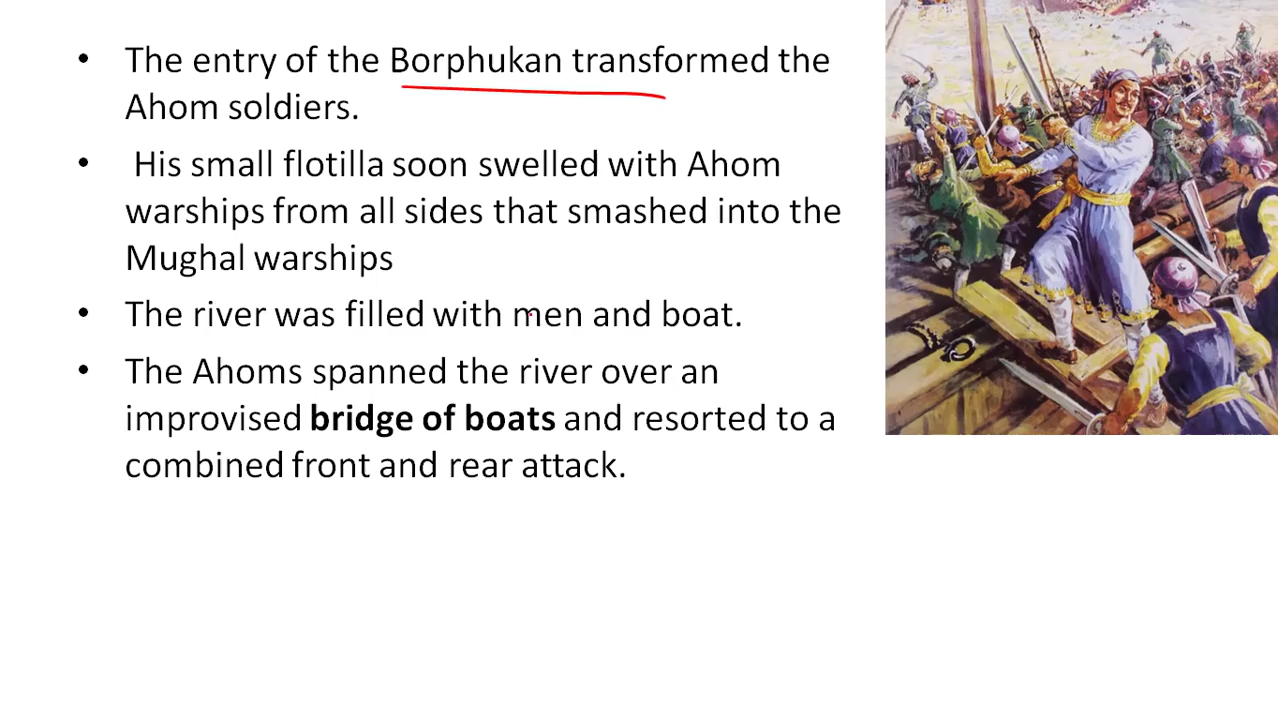 • The entry of the Borphukan transformed the
Ahom soldiers.
• His small flotilla soon swelled with Ahom
warships from all sides that smashed into the
Mughal warships
• The river was filled with men and boat.
• The Ahoms spanned the river over an
improvised bridge of boats and resorted to a
combined front and rear attack.